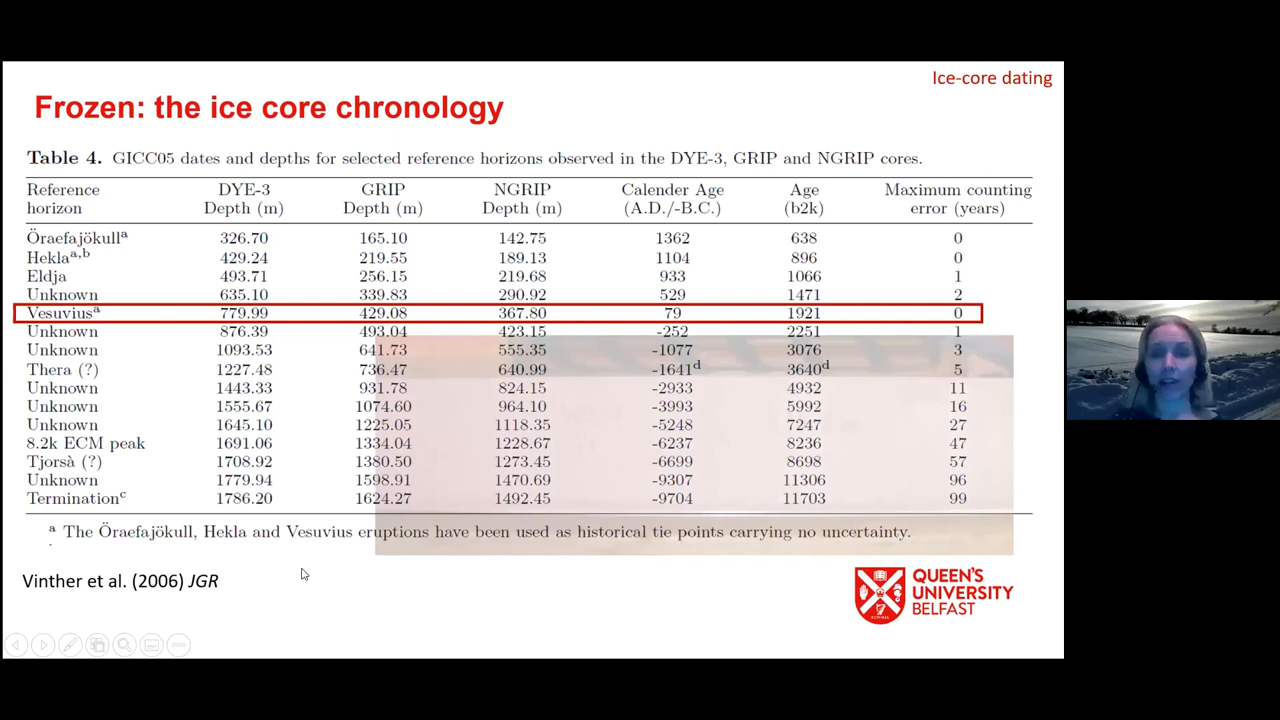 Ice-core dating
Frozen: the ice core chronology
Table 4. GICC05 dates and depths for selected reference horizons observed in the DYE-3, GRIP and NGRIP cores.
Reference DYE-3 GRIP NGRIP Calender Age Age Maximum counting
horizon Depth (m) Depth (m) Depth (m) (A.D./-B.C.) (b2k) error (years)
Öraefajökullᵃ 326.70 165.10 142.75 1362 638 0
Heklaᵃ,ᵇ 429.24 219.55 189.13 1104 896 0
Eldja 493.71 256.15 219.68 933 1066 1
Unknown 635.10 339.83 290.92 529 1471 2
Vesuviusᵃ 779.99 429.08 367.80 79 1921 0
Unknown 876.39 493.04 423.15 -252 2251 1
Unknown 1093.53 641.73 555.35 -1077 3076 3
Thera (?) 1227.48 736.47 640.99 -1641ᵈ 3640ᵈ 5
Unknown 1443.33 931.78 824.15 -2933 4932 11
Unknown 1555.67 1074.60 964.10 -3993 5992 16
Unknown 1645.10 1225.05 1118.35 -5248 7247 27
8.2k ECM peak 1691.06 1334.04 1228.67 -6237 8236 47
Tjorsà (?) 1708.92 1380.50 1273.45 -6699 8698 57
Unknown 1779.94 1598.91 1470.69 -9307 11306 96
Terminationᶜ 1786.20 1624.27 1492.45 -9704 11703 99
ᵃ The Öraefajökull, Hekla and Vesuvius eruptions have been used as historical tie points carrying no uncertainty.
Vinther et al. (2006) JGR
QUEEN'S
UNIVERSITY
BELFAST